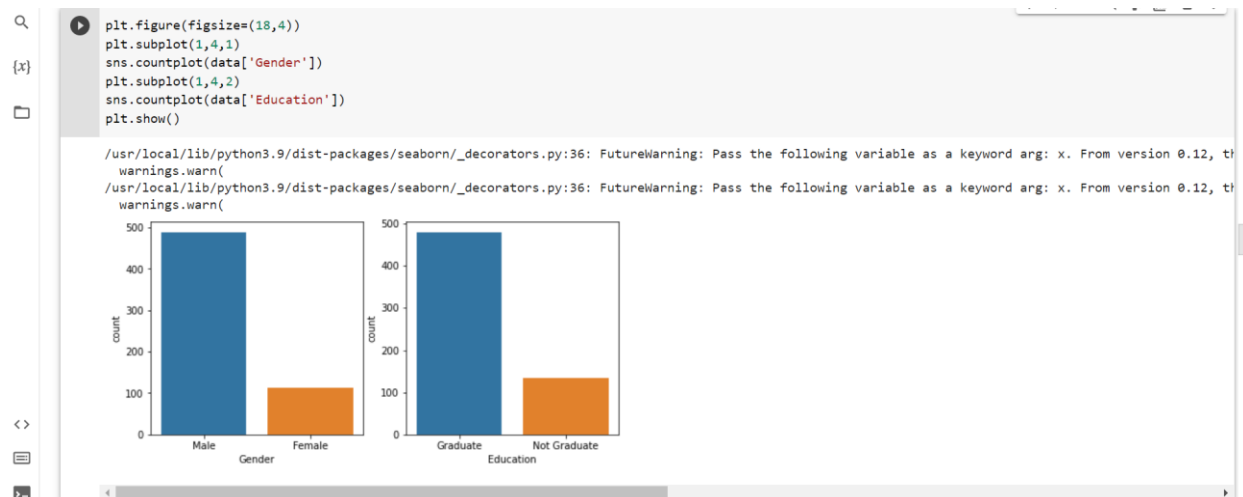 plt.figure(figsize=(18,4))
plt.subplot(1,4,1)
sns.countplot(data['Gender'])
plt.subplot(1,4,2)
sns.countplot(data['Education'])
plt.show()
{x}
/usr/local/lib/python3.9/dist-packages/seaborn/_decorators.py:36: FutureWarning: Pass the following variable as a keyword arg: x. From version 0.12,
warnings.warn(
/usr/local/lib/python3.9/dist-packages/seaborn/_decorators.py:36: FutureWarning: Pass the following variable as a keyword arg: x. From version 0.12,
warnings.warn(
500
400
300
200
100
0
count
Male Female
Gender
500
400
300
200
100
0
count
Graduate Not Graduate
Education